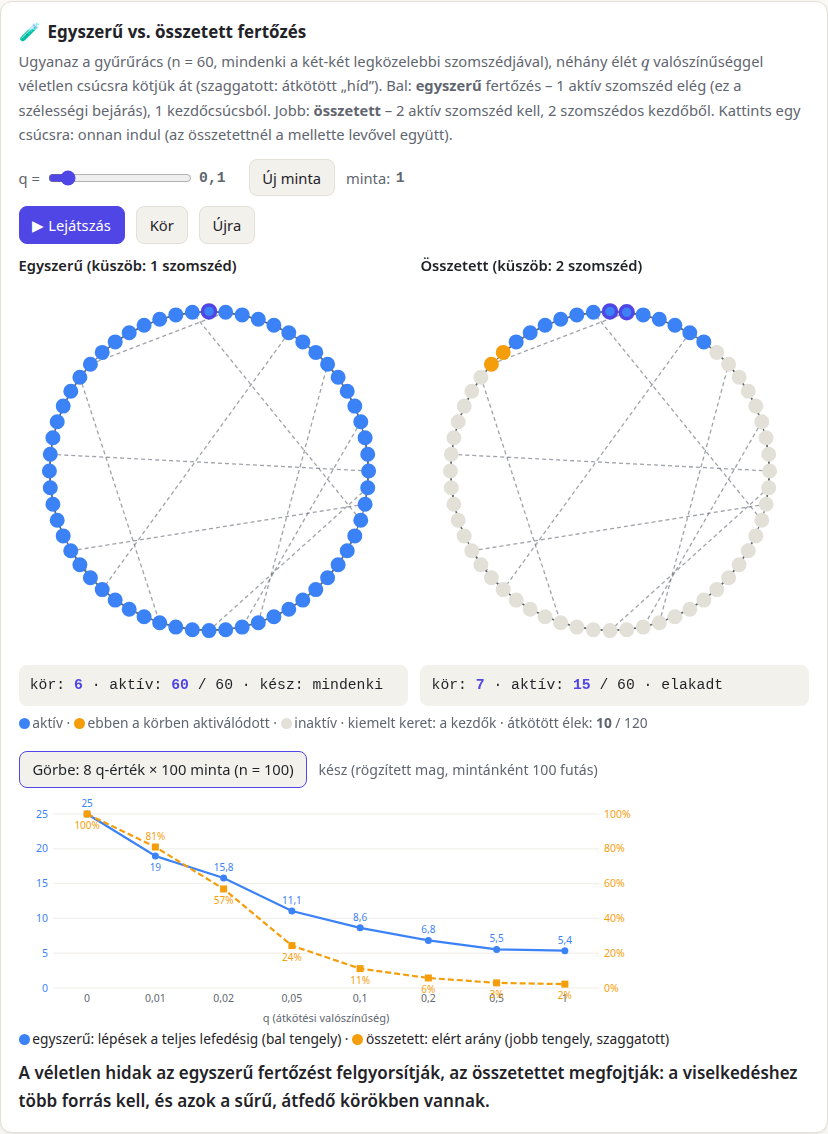 🧪 Egyszerű vs. összetett fertőzés
Ugyanaz a gyűrűrács (n = 60, mindenki a két-két legközelebbi szomszédjával), néhány élét q valószínűséggel
véletlen csúcsra kötjük át (szaggatott: átkötött „híd”). Bal: egyszerű fertőzés – 1 aktív szomszéd elég (ez a
szélességi bejárás), 1 kezdőcsúcsból. Jobb: összetett – 2 aktív szomszéd kell, 2 szomszédos kezdőből. Kattints egy
csúcsra: onnan indul (az összetettnél a mellette levővel együtt).
q = 0,1 Új minta minta: 1
▶ Lejátszás Kör Újra
Egyszerű (küszöb: 1 szomszéd) Összetett (küszöb: 2 szomszéd)
kör: 6 · aktív: 60 / 60 · kész: mindenki kör: 7 · aktív: 15 / 60 · elakadt
aktív · ebben a körben aktiválódott · inaktív · kiemelt keret: a kezdők · átkötött élek: 10 / 120
Görbe: 8 q-érték × 100 minta (n = 100) kész (rögzített mag, mintánként 100 futás)
25
25 100%
100% 81%
20 80%
19 15,8
15 60%
57% 11,1
10 40%
8,6 6,8 5,5 5,4
5 20%
24% 11% 6% 3% 2%
0 0%
0 0,01 0,02 0,05 0,1 0,2 0,5 1
q (átkötési valószínűség)
egyszerű: lépések a teljes lefedésig (bal tengely) · összetett: elért arány (jobb tengely, szaggatott)
A véletlen hidak az egyszerű fertőzést felgyorsítják, az összetettet megfojtják: a viselkedéshez
több forrás kell, és azok a sűrű, átfedő körökben vannak.